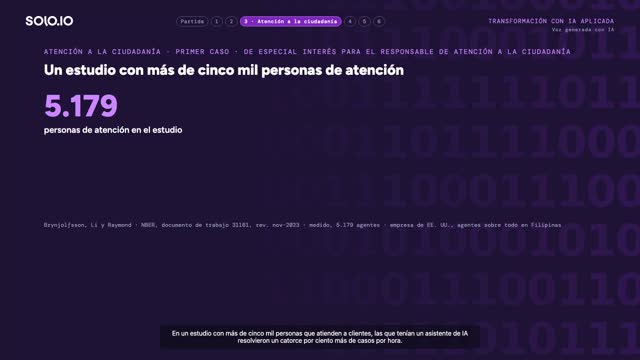 SOLO.IO
Partida 1 2 3 · Atención a la ciudadanía 4 5 6
TRANSFORMACIÓN CON IA APLICADA
Voz generada con IA
ATENCIÓN A LA CIUDADANÍA · PRIMER CASO · DE ESPECIAL INTERÉS PARA EL RESPONSABLE DE ATENCIÓN A LA CIUDADANÍA
Un estudio con más de cinco mil personas de atención
5.179
personas de atención en el estudio
Brynjolfsson, Li y Raymond · NBER, documento de trabajo 31161, rev. nov-2023 · medido, 5.179 agentes · empresa de EE. UU., agentes sobre todo en Filipinas
En un estudio con más de cinco mil personas que atienden a clientes, las que tenían un asistente de IA
resolvieron un catorce por ciento más de casos por hora.